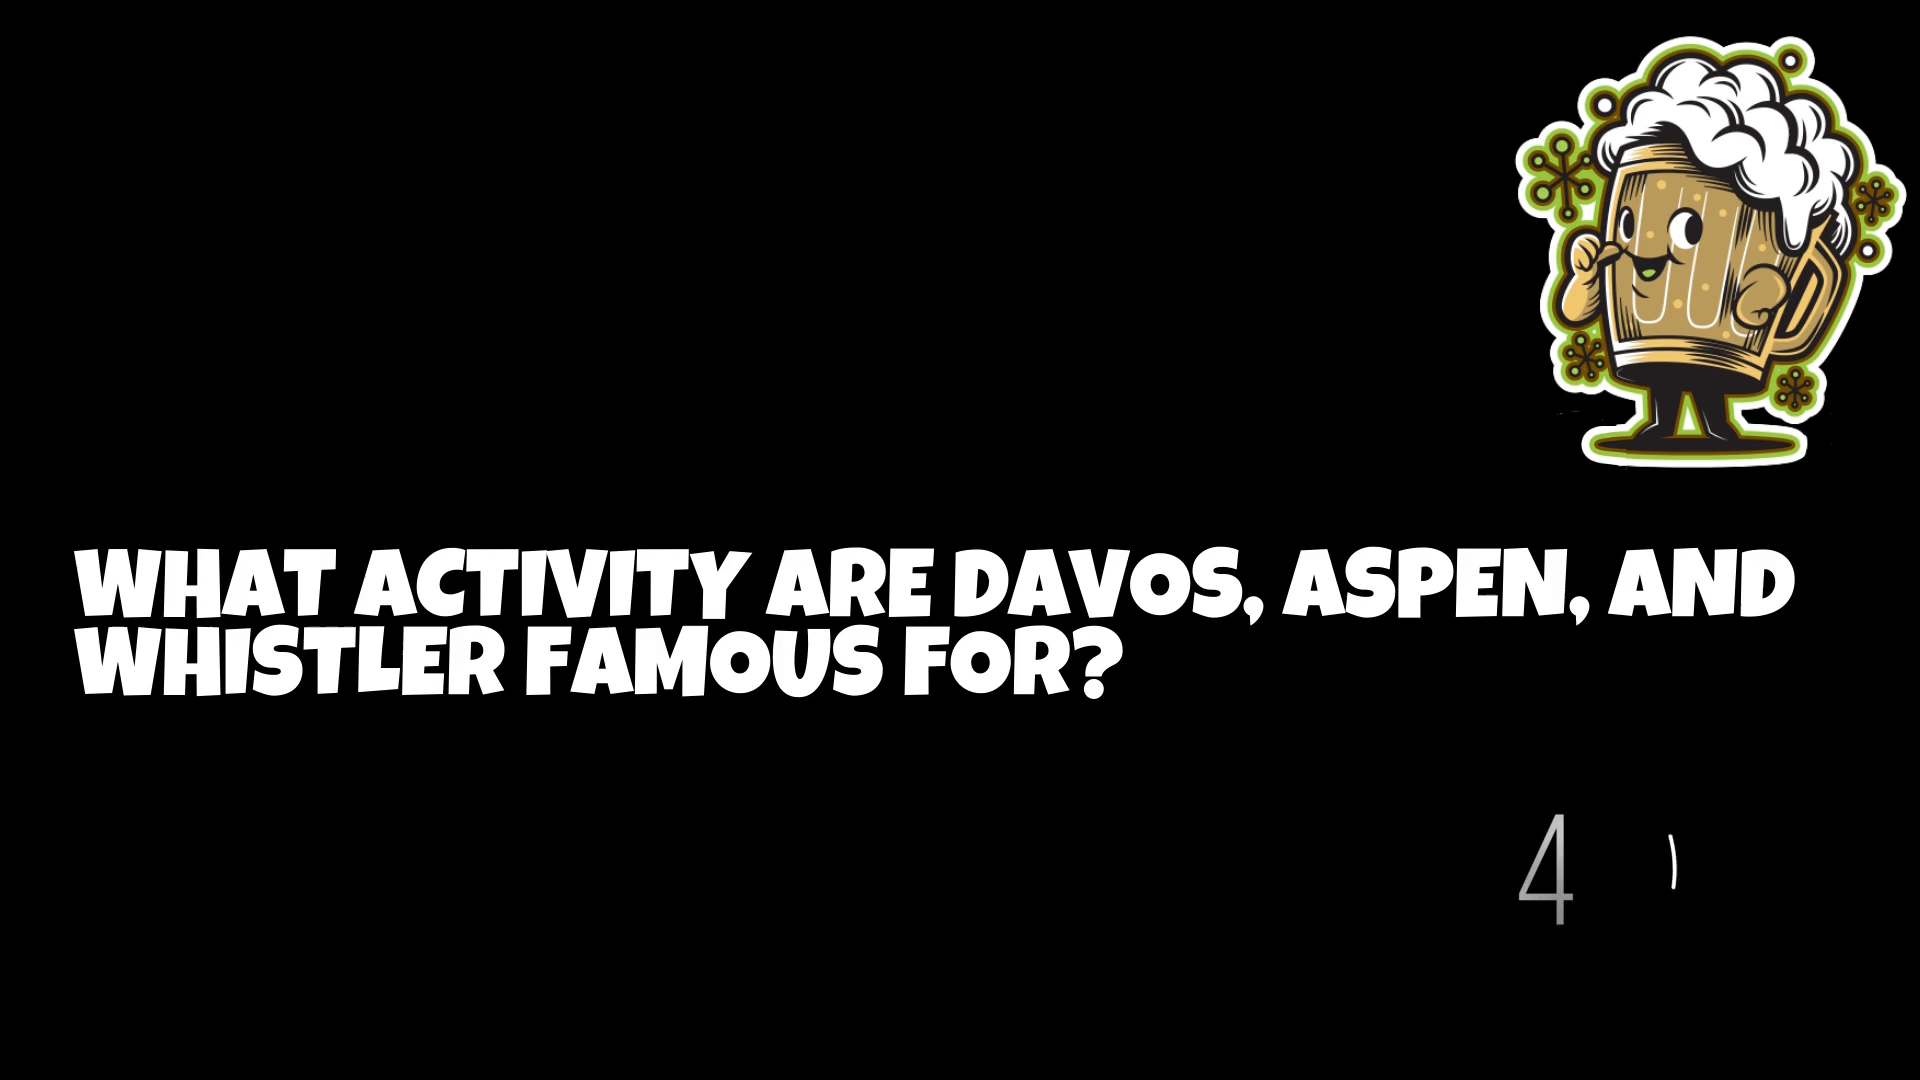 WHAT ACTIVITY ARE DAVOS, ASPEN, AND
WHISTLER FAMOUS FOR?
4